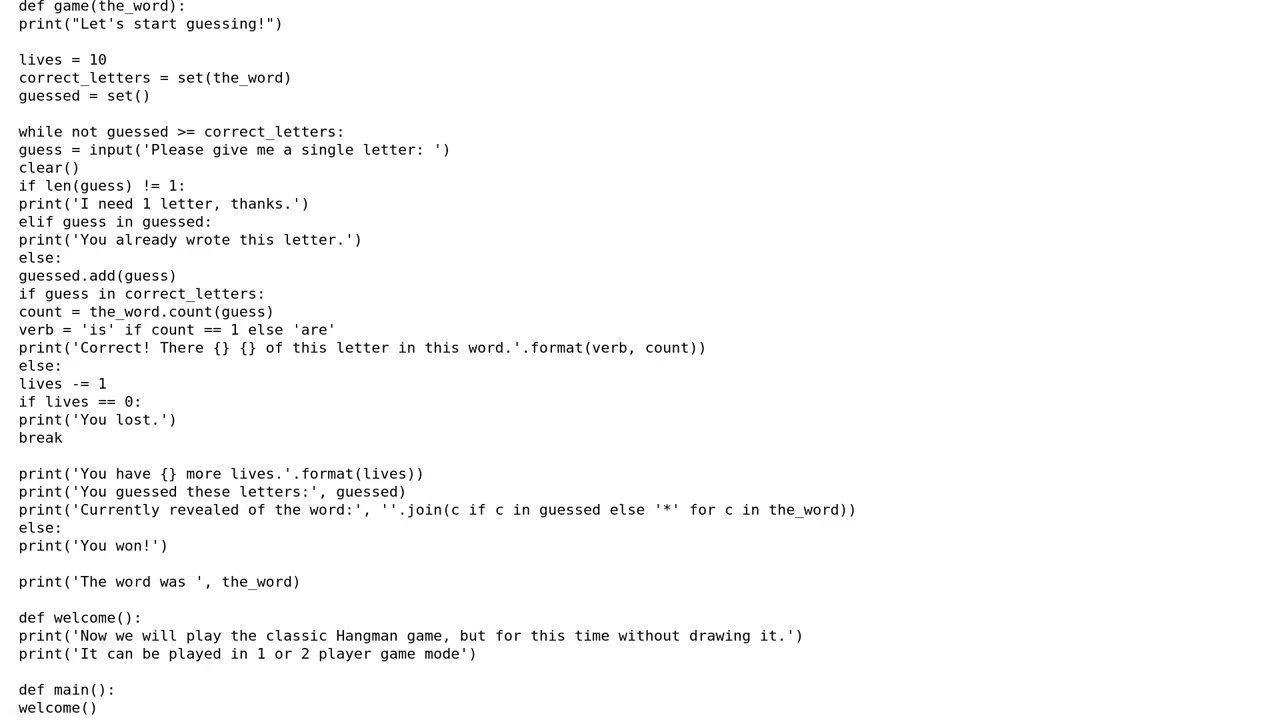 def game(the_word):
print("Let's start guessing!")
lives = 10
correct_letters = set(the_word)
guessed = set()
while not guessed >= correct_letters:
guess = input('Please give me a single letter: ')
clear()
if len(guess) != 1:
print('I need 1 letter, thanks.')
elif guess in guessed:
print('You already wrote this letter.')
else:
guessed.add(guess)
if guess in correct_letters:
count = the_word.count(guess)
verb = 'is' if count == 1 else 'are'
print('Correct! There {} {} of this letter in this word.'.format(verb, count))
else:
lives -= 1
if lives == 0:
print('You lost.')
break
print('You have {} more lives.'.format(lives))
print('You guessed these letters:', guessed)
print('Currently revealed of the word:', ''.join(c if c in guessed else '*' for c in the_word))
else:
print('You won!')
print('The word was ', the_word)
def welcome():
print('Now we will play the classic Hangman game, but for this time without drawing it.')
print('It can be played in 1 or 2 player game mode')
def main():
welcome()